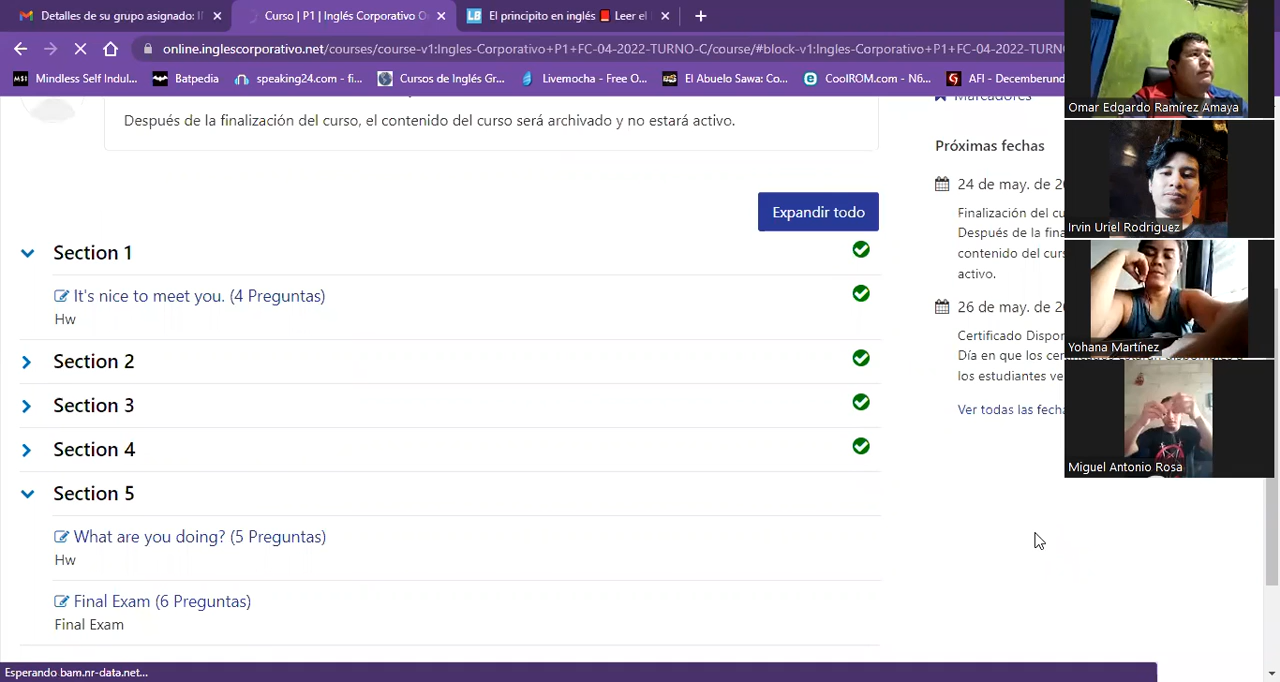 Detalles de su grupo asignado: I
Curso | P1 | Inglés Corporativo O
El principito en inglés 📕 Leer el l
online.inglescorporativo.net/courses/course-v1:Ingles-Corporativo+P1+FC-04-2022-TURNO-C/course/#block-v1:Ingles-Corporativo+P1+FC-04-2022-TURN
Mindless Self Indul...
Batpedia
speaking24.com - fi...
Cursos de Inglés Gr...
Livemocha - Free O...
El Abuelo Sawa: Co...
CoolROM.com - N6...
AFI - Decemberund
Después de la finalización del curso, el contenido del curso será archivado y no estará activo.
Expandir todo
Section 1
It's nice to meet you. (4 Preguntas)
Hw
Section 2
Section 3
Section 4
Section 5
What are you doing? (5 Preguntas)
Hw
Final Exam (6 Preguntas)
Final Exam
Marcadores
Próximas fechas
24 de may. de 20
Finalización del cu
Después de la fina
contenido del curs
activo.
26 de may. de 20
Certificado Dispon
Día en que los cer
los estudiantes ve
Ver todas las fecha
Omar Edgardo Ramírez Amaya
Irvin Uriel Rodríguez
Yohana Martínez
Miguel Antonio Rosa
Esperando bam.nr-data.net...